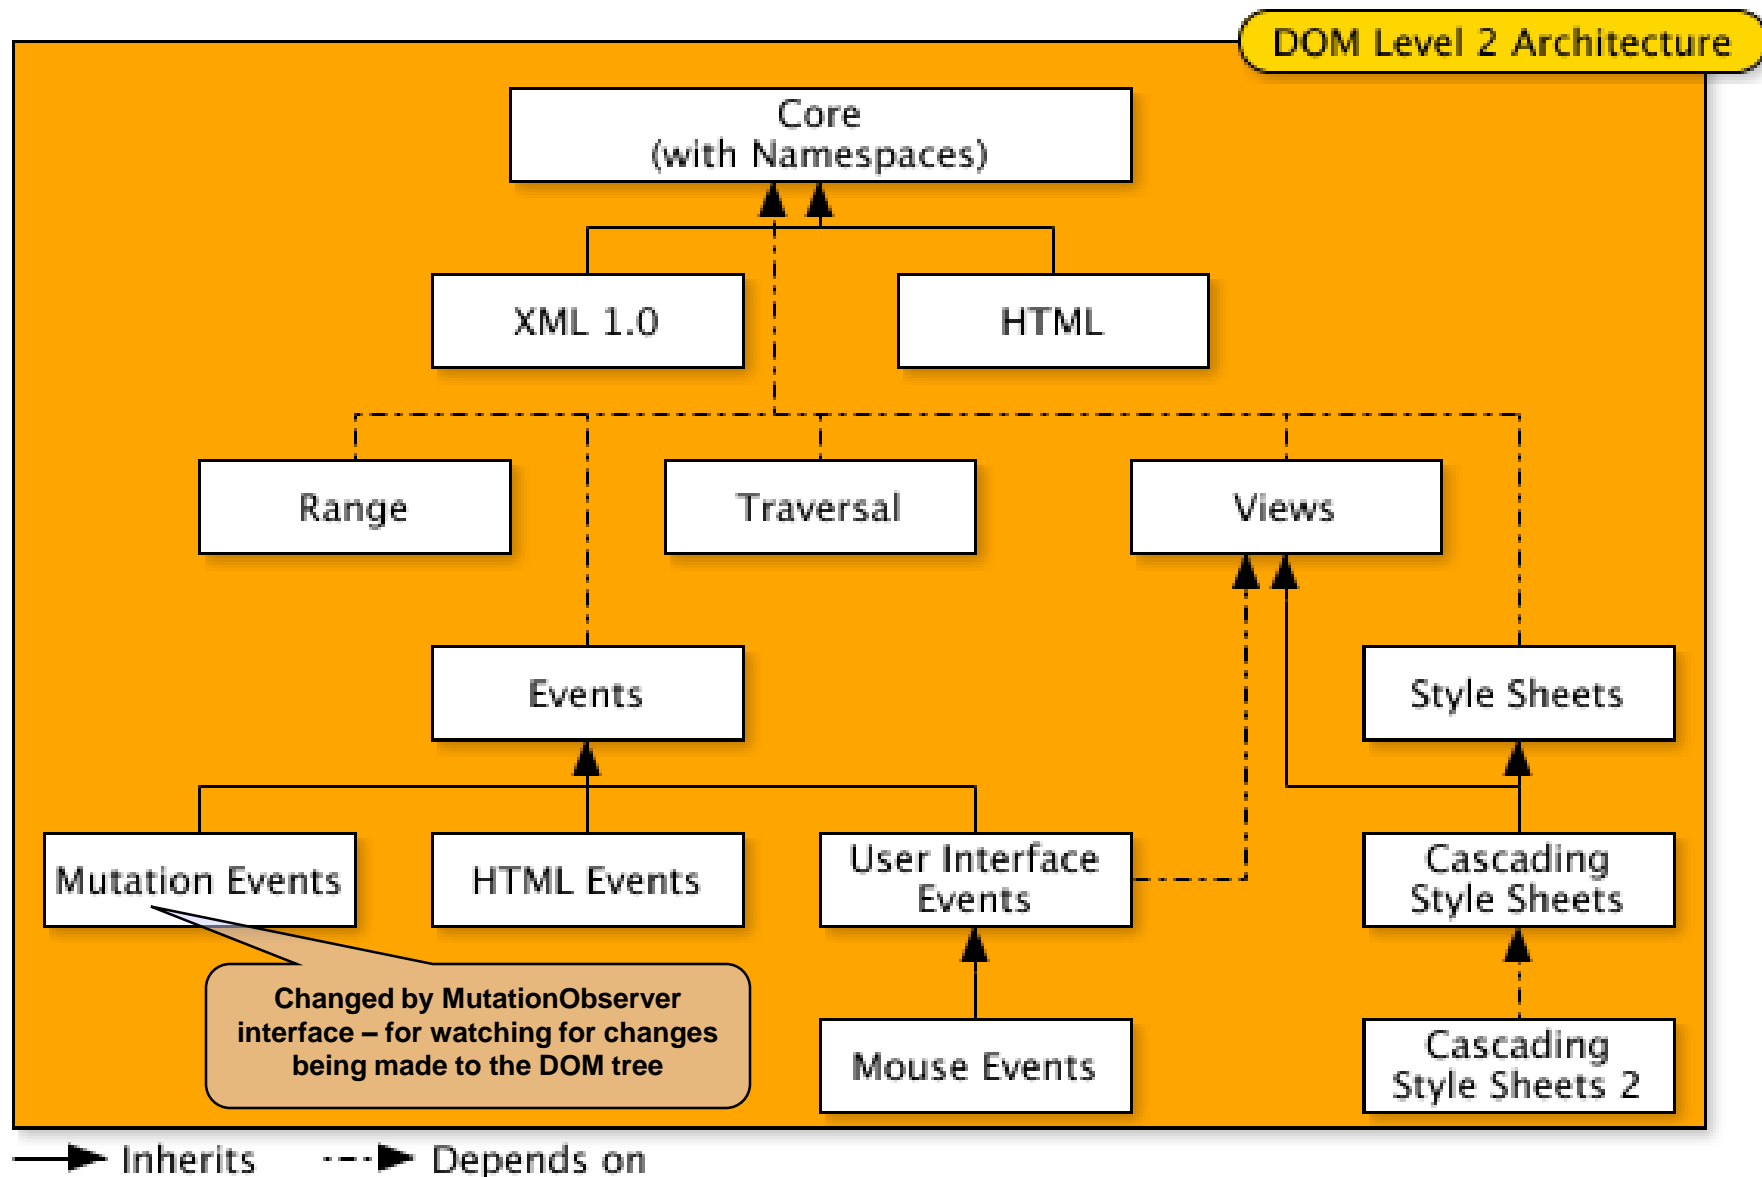 DOM Level 2 Architecture
Core
(with Namespaces)
XML 1.0
HTML
Range
Traversal
Views
Events
Style Sheets
Mutation Events
HTML Events
User Interface
Events
Cascading
Style Sheets
Changed by MutationObserver
interface – for watching for changes
being made to the DOM tree
Mouse Events
Cascading
Style Sheets 2
Inherits
Depends on